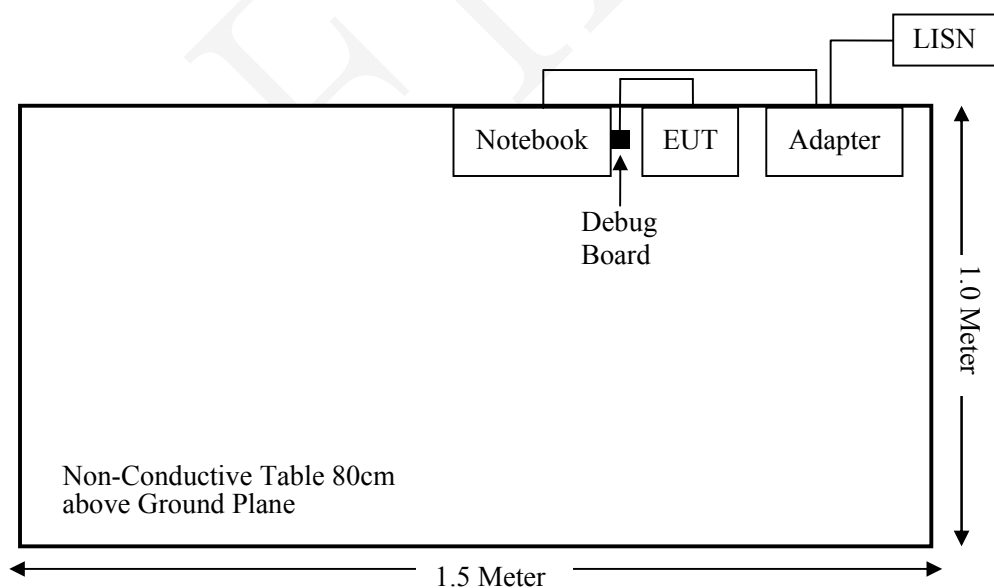 LISN
Notebook
EUT
Adapter
Debug
Board
1.0 Meter
Non-Conductive Table 80cm
above Ground Plane
1.5 Meter